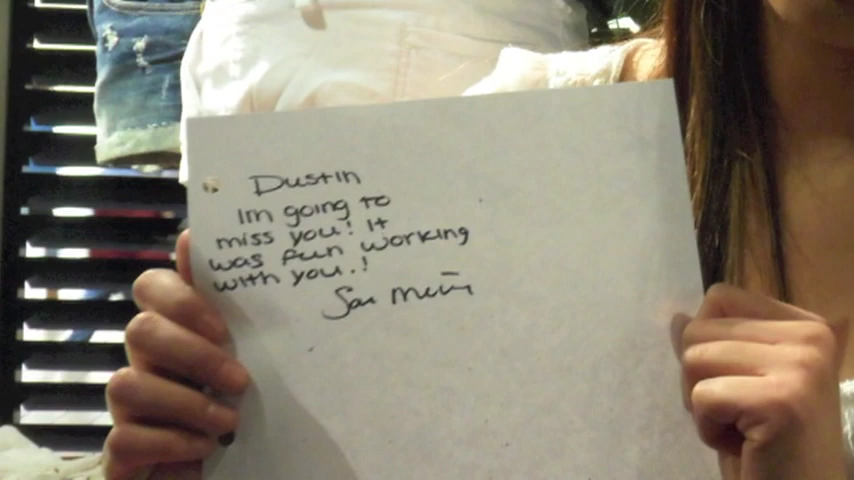 Dustin
Im going to
miss you! It
was fun working
with you.!